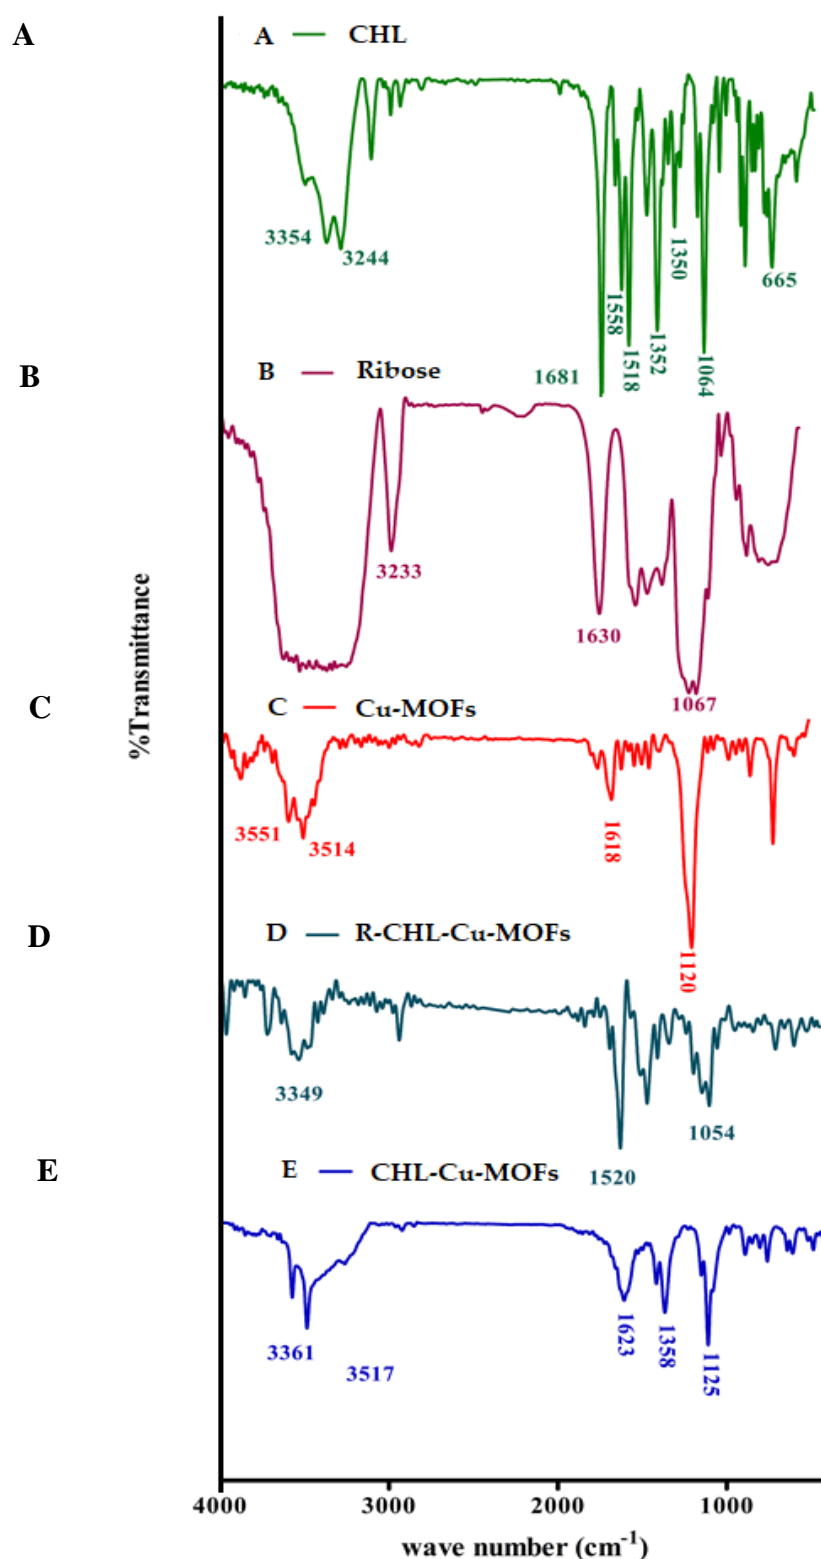 A
A — CHL
3354
3244
1681
1558
1518
1352
1350
1064
665
B
B — Ribose
3233
1630
1067
%Transmittance
C
C — Cu-MOFs
3551
3514
1618
1120
D
D — R-CHL-Cu-MOFs
3349
1520
1054
E
E — CHL-Cu-MOFs
3361
3517
1623
1358
1125
4000 3000 2000 1000
wave number (cm⁻¹)